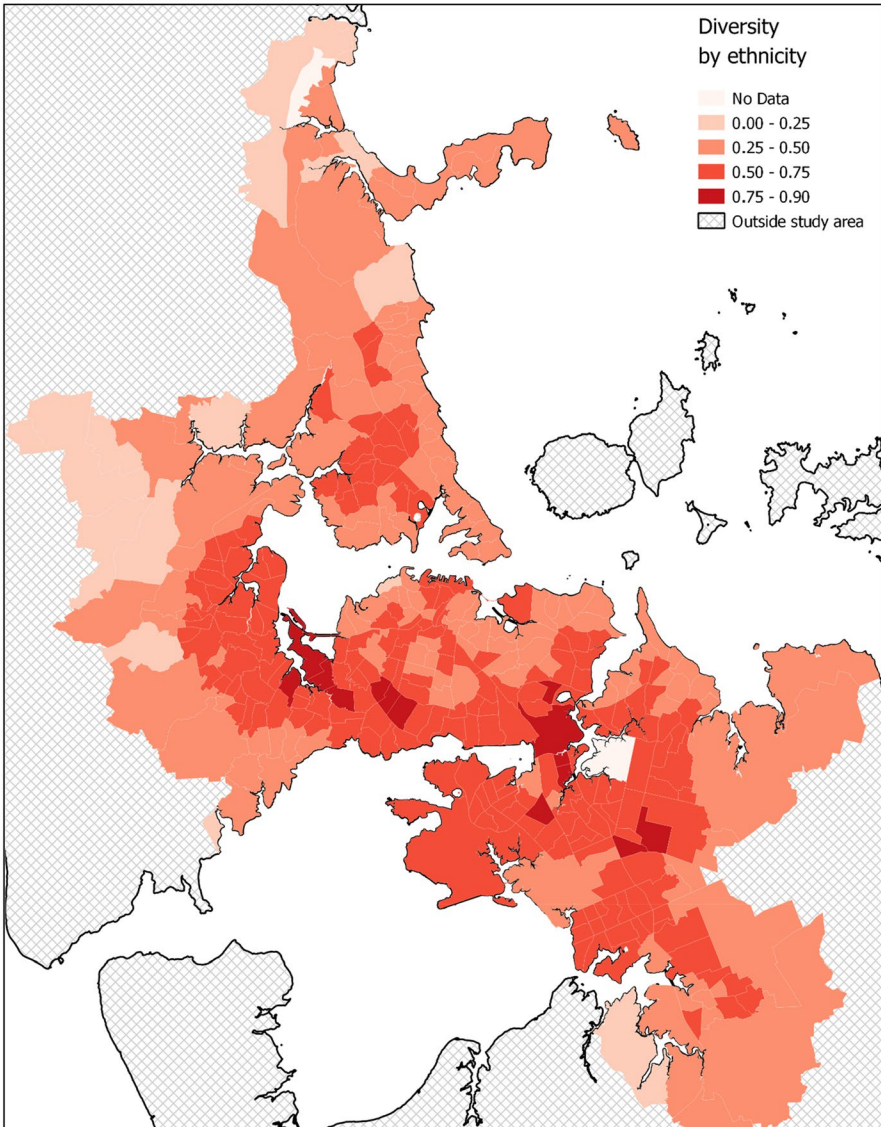 Diversity
by ethnicity
No Data
0.00 - 0.25
0.25 - 0.50
0.50 - 0.75
0.75 - 0.90
Outside study area